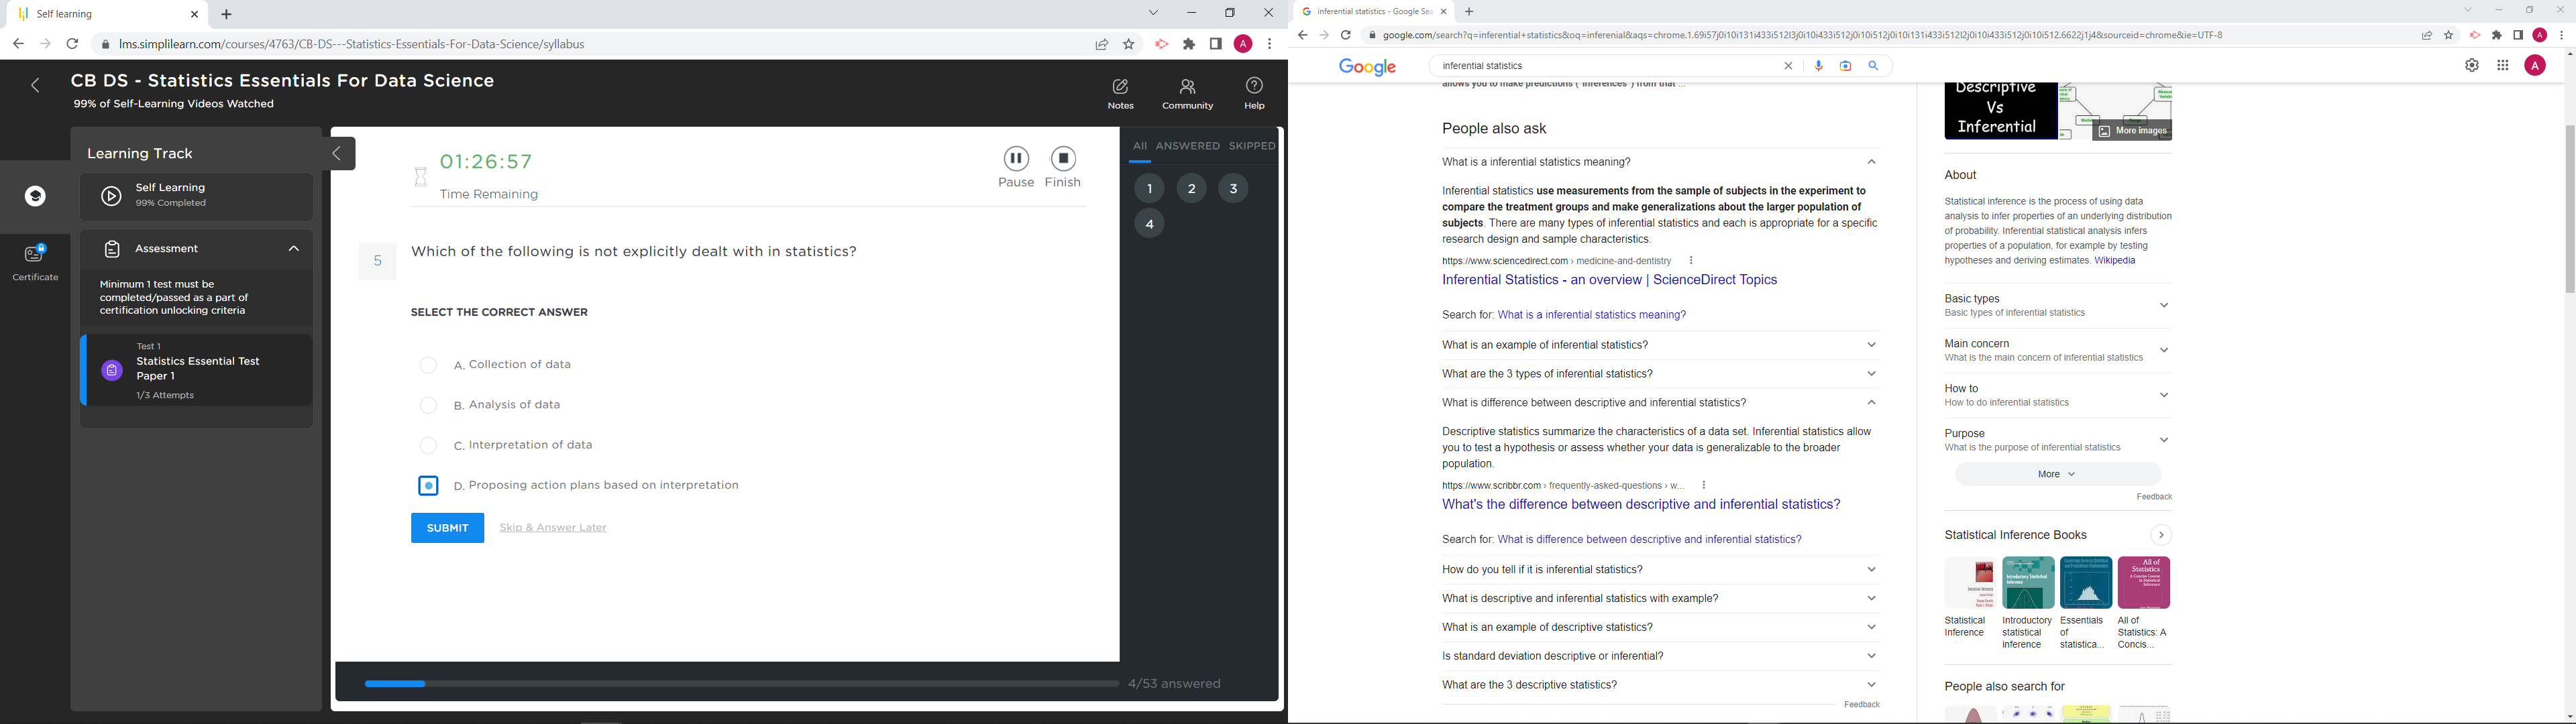 Self learning
lms.simplilearn.com/courses/4763/CB-DS---Statistics-Essentials-For-Data-Science/syllabus
A
CB DS - Statistics Essentials For Data Science
99% of Self-Learning Videos Watched
Notes
Community
Help
Certificate
Learning Track
Self Learning
99% Completed
Assessment
Minimum 1 test must be
completed/passed as a part of
certification unlocking criteria
Test 1
Statistics Essential Test
Paper 1
1/3 Attempts
01:26:57
Time Remaining
Pause
Finish
5
Which of the following is not explicitly dealt with in statistics?
SELECT THE CORRECT ANSWER
A. Collection of data
B. Analysis of data
C. Interpretation of data
D. Proposing action plans based on interpretation
SUBMIT
Skip & Answer Later
4/53 answered
All ANSWERED SKIPPED
1 2 3
4
inferential statistics - Google Sea
google.com/search?q=inferential+statistics&oq=inferenial&aqs=chrome.1.69i57j0i10i131i433i512l3j0i10i433i512j0i10i512j0i10i131i433i512l2j0i10i433i512j0i10i512.6622j1j4&sourceid=chrome&ie=UTF-8
A
Google
inferential statistics
A
allows you to make predictions ("inferences") from that ...
People also ask
What is a inferential statistics meaning?
Inferential statistics use measurements from the sample of subjects in the experiment to
compare the treatment groups and make generalizations about the larger population of
subjects. There are many types of inferential statistics and each is appropriate for a specific
research design and sample characteristics.
https://www.sciencedirect.com › medicine-and-dentistry
Inferential Statistics - an overview | ScienceDirect Topics
Search for: What is a inferential statistics meaning?
What is an example of inferential statistics?
What are the 3 types of inferential statistics?
What is difference between descriptive and inferential statistics?
Descriptive statistics summarize the characteristics of a data set. Inferential statistics allow
you to test a hypothesis or assess whether your data is generalizable to the broader
population.
https://www.scribbr.com › frequently-asked-questions › w...
What's the difference between descriptive and inferential statistics?
Search for: What is difference between descriptive and inferential statistics?
How do you tell if it is inferential statistics?
What is descriptive and inferential statistics with example?
What is an example of descriptive statistics?
Is standard deviation descriptive or inferential?
What are the 3 descriptive statistics?
Feedback
Descriptive
Vs
Inferential
More images
About
Statistical inference is the process of using data
analysis to infer properties of an underlying distribution
of probability. Inferential statistical analysis infers
properties of a population, for example by testing
hypotheses and deriving estimates. Wikipedia
Basic types
Basic types of inferential statistics
Main concern
What is the main concern of inferential statistics
How to
How to do inferential statistics
Purpose
What is the purpose of inferential statistics
More
Feedback
Statistical Inference Books
All of
Statistics
Statistical
Inference
Introductory
statistical
inference
Essentials
of
statistica...
All of
Statistics: A
Concis...
People also search for